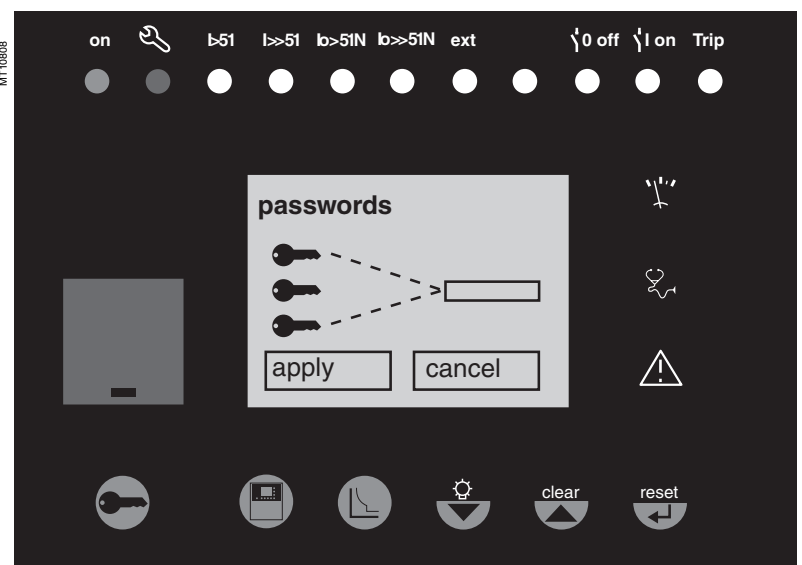 MT10808
on I>51 I>>51 Io>51N Io>>51N ext 0 off I on Trip
passwords
apply cancel
clear reset